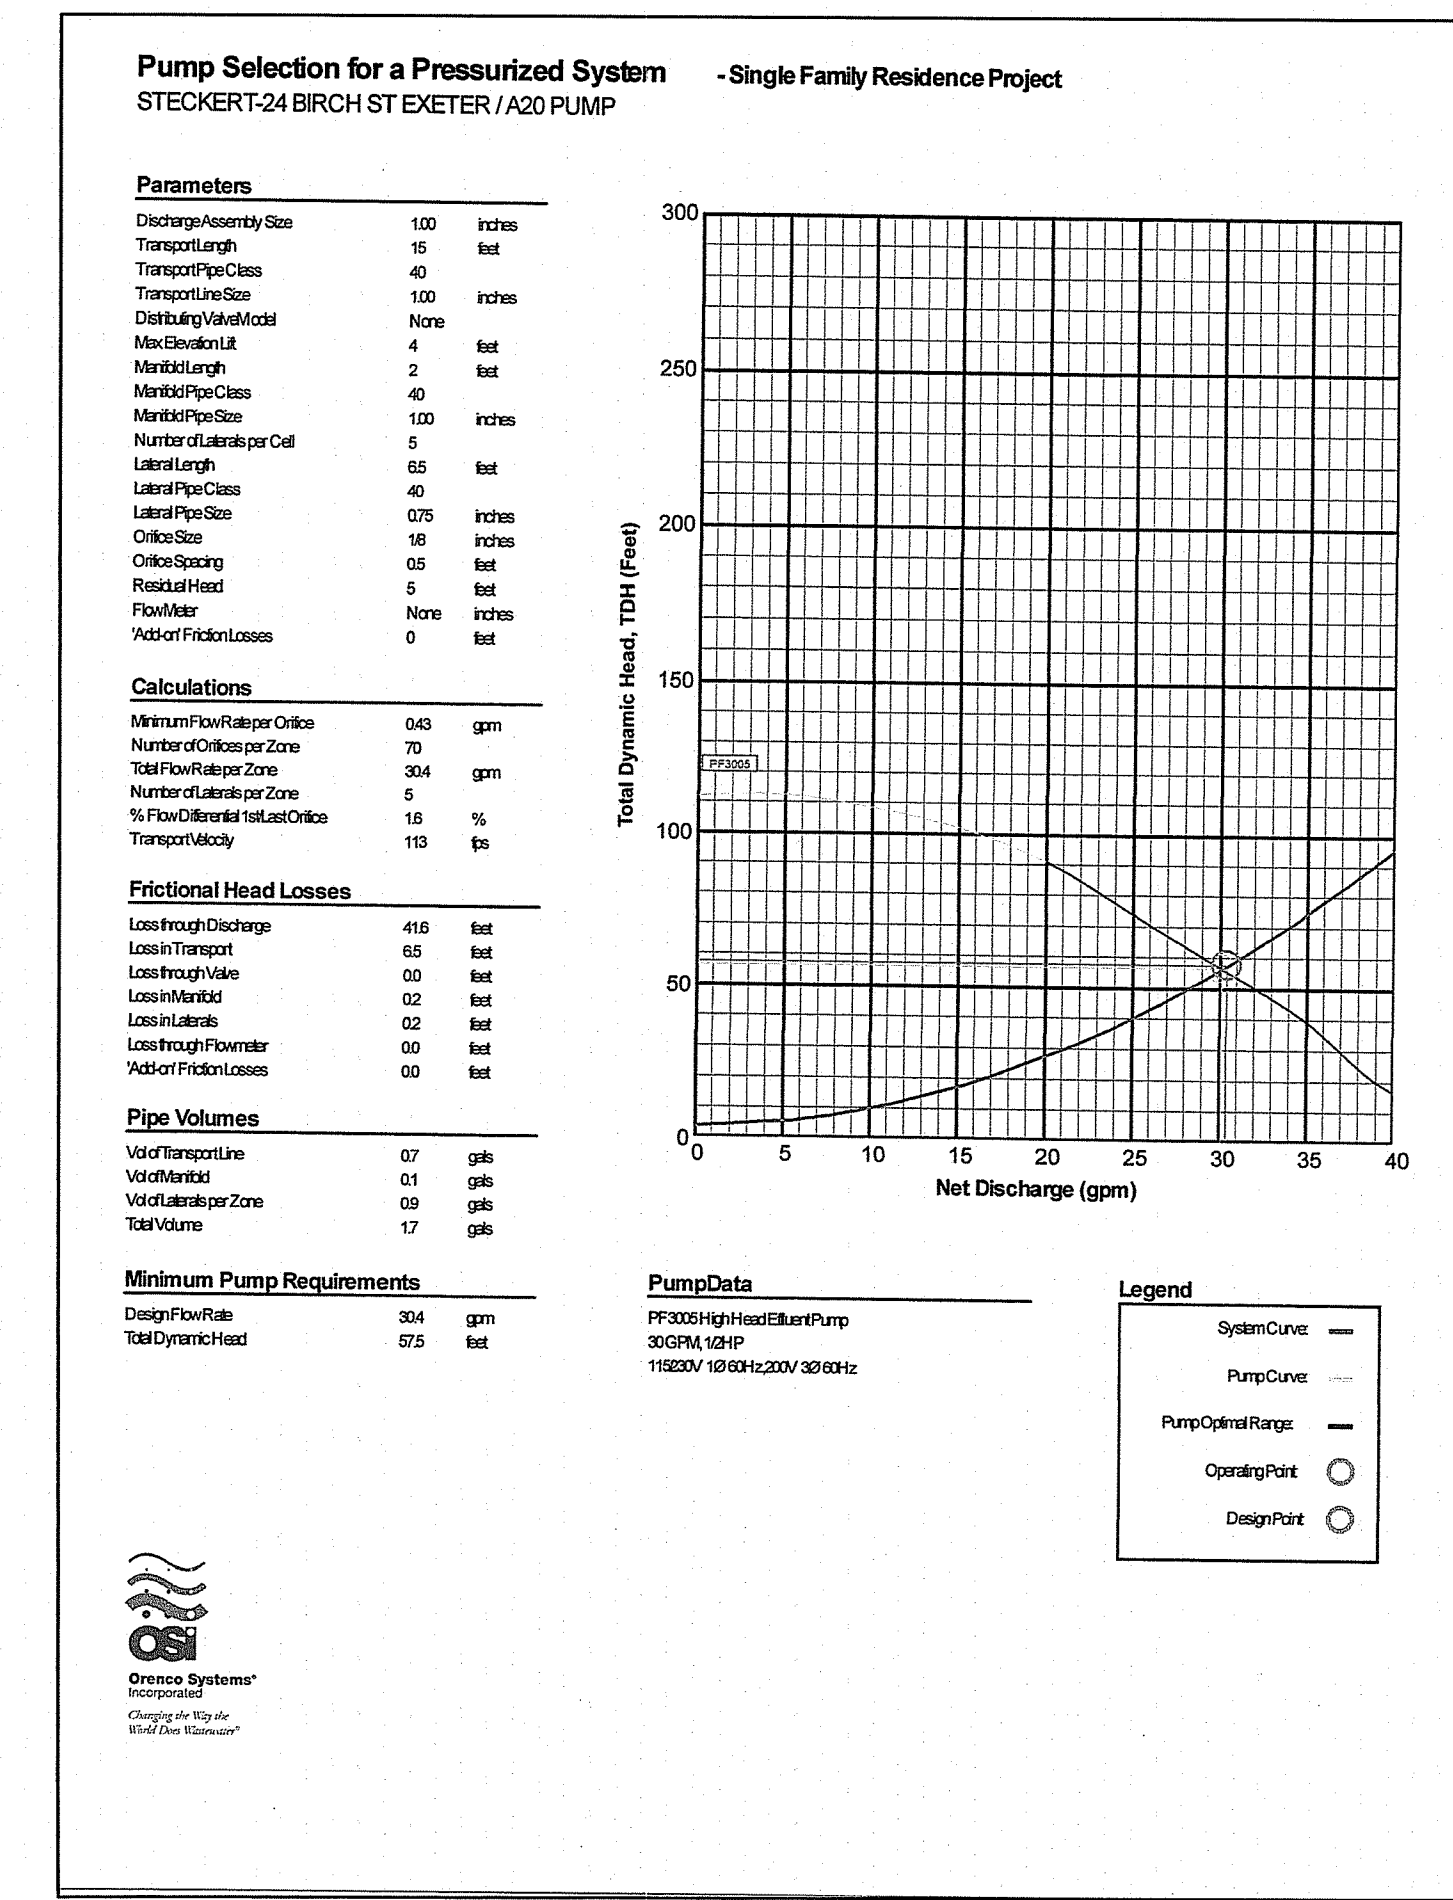 Pump Selection for a Pressurized System - Single Family Residence Project
STECKERT-24 BIRCH ST EXETER / A20 PUMP
Parameters
Discharge Assembly Size 1.00 inches
Transport Length 15 feet
Transport Pipe Class 40
Transport Line Size 1.00 inches
Distributing Valve Model None
Max Elevation Lift 4 feet
Manifold Length 2 feet
Manifold Pipe Class 40
Manifold Pipe Size 1.00 inches
Number of Laterals per Cell 5
Lateral Length 6.5 feet
Lateral Pipe Class 40
Lateral Pipe Size 0.75 inches
Orifice Size 1/8 inches
Orifice Spacing 0.5 feet
Residual Head 5 feet
Flow Meter None inches
'Add-on' Friction Losses 0 feet
Calculations
Minimum Flow Rate per Orifice 0.43 gpm
Number of Orifices per Zone 70
Total Flow Rate per Zone 30.4 gpm
Number of Laterals per Zone 5
% Flow Differential 1st/Last Orifice 1.6 %
Transport Velocity 11.3 fps
Frictional Head Losses
Loss through Discharge 41.6 feet
Loss in Transport 6.5 feet
Loss through Valve 0.0 feet
Loss in Manifold 0.2 feet
Loss in Laterals 0.2 feet
Loss through Flowmeter 0.0 feet
'Add-on' Friction Losses 0.0 feet
Pipe Volumes
Vol of Transport Line 0.7 gals
Vol of Manifold 0.1 gals
Vol of Laterals per Zone 0.9 gals
Total Volume 1.7 gals
Minimum Pump Requirements
Design Flow Rate 30.4 gpm
Total Dynamic Head 57.5 feet
Total Dynamic Head, TDH (Feet)
300
250
200
150
100
50
0
PF3005
0 5 10 15 20 25 30 35 40
Net Discharge (gpm)
PumpData
PF3005 High Head Effluent Pump
30 GPM, 1/2HP
115/230V 1Ø 60Hz, 200V 3Ø 60Hz
Legend
System Curve:
Pump Curve:
Pump Optimal Range:
Operating Point:
Design Point:
OSi
Orenco Systems®
Incorporated
Changing the Way the
World Does Wastewater®